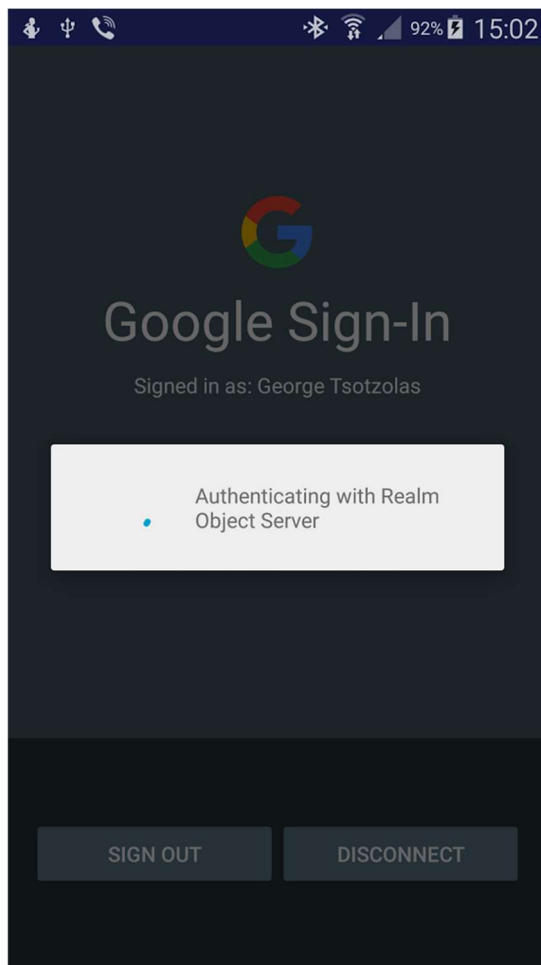 92% 15:02
Google Sign-In
Signed in as: George Tsotzolas
Authenticating with Realm
Object Server
SIGN OUT DISCONNECT